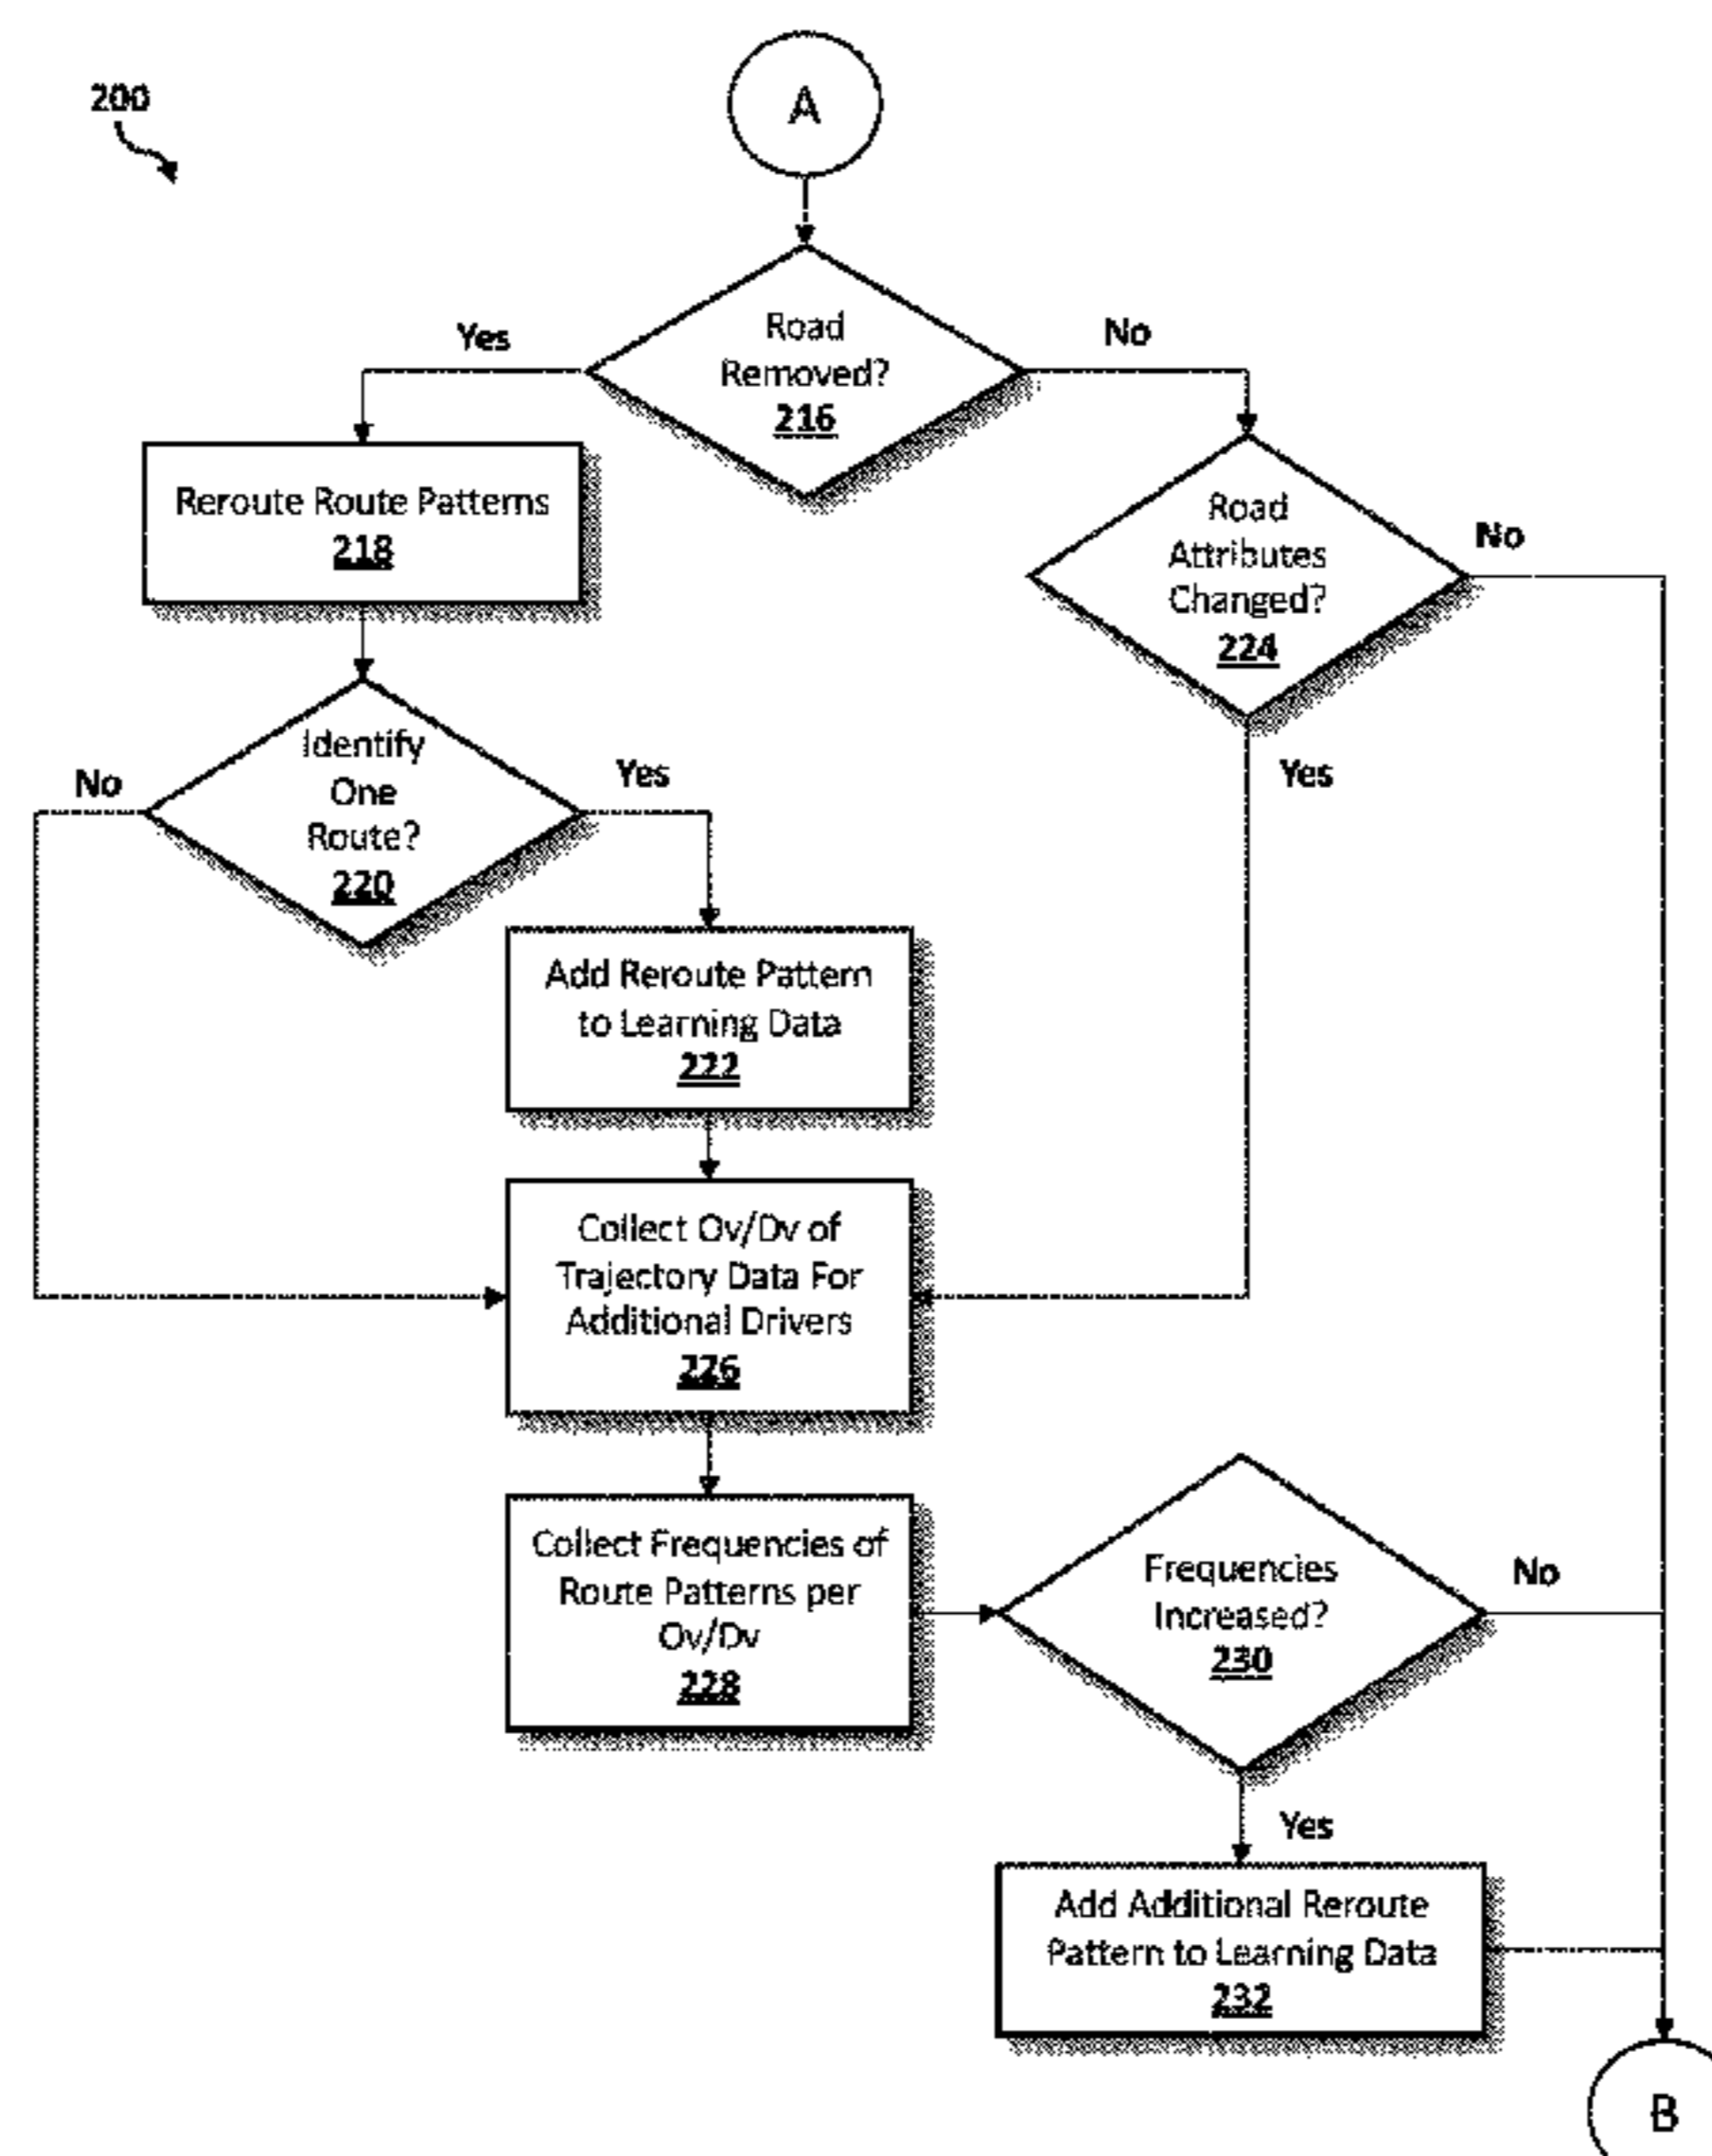 200
A
Road
Removed?
216
Yes
No
Reroute Route Patterns
218
Road
Attributes
Changed?
224
No
Yes
Identify
One
Route?
220
No
Yes
Add Reroute Pattern
to Learning Data
222
Collect Ov/Dv of
Trajectory Data For
Additional Drivers
226
Collect Frequencies of
Route Patterns per
Ov/Dv
228
Frequencies
Increased?
230
No
Yes
Add Additional Reroute
Pattern to Learning Data
232
B